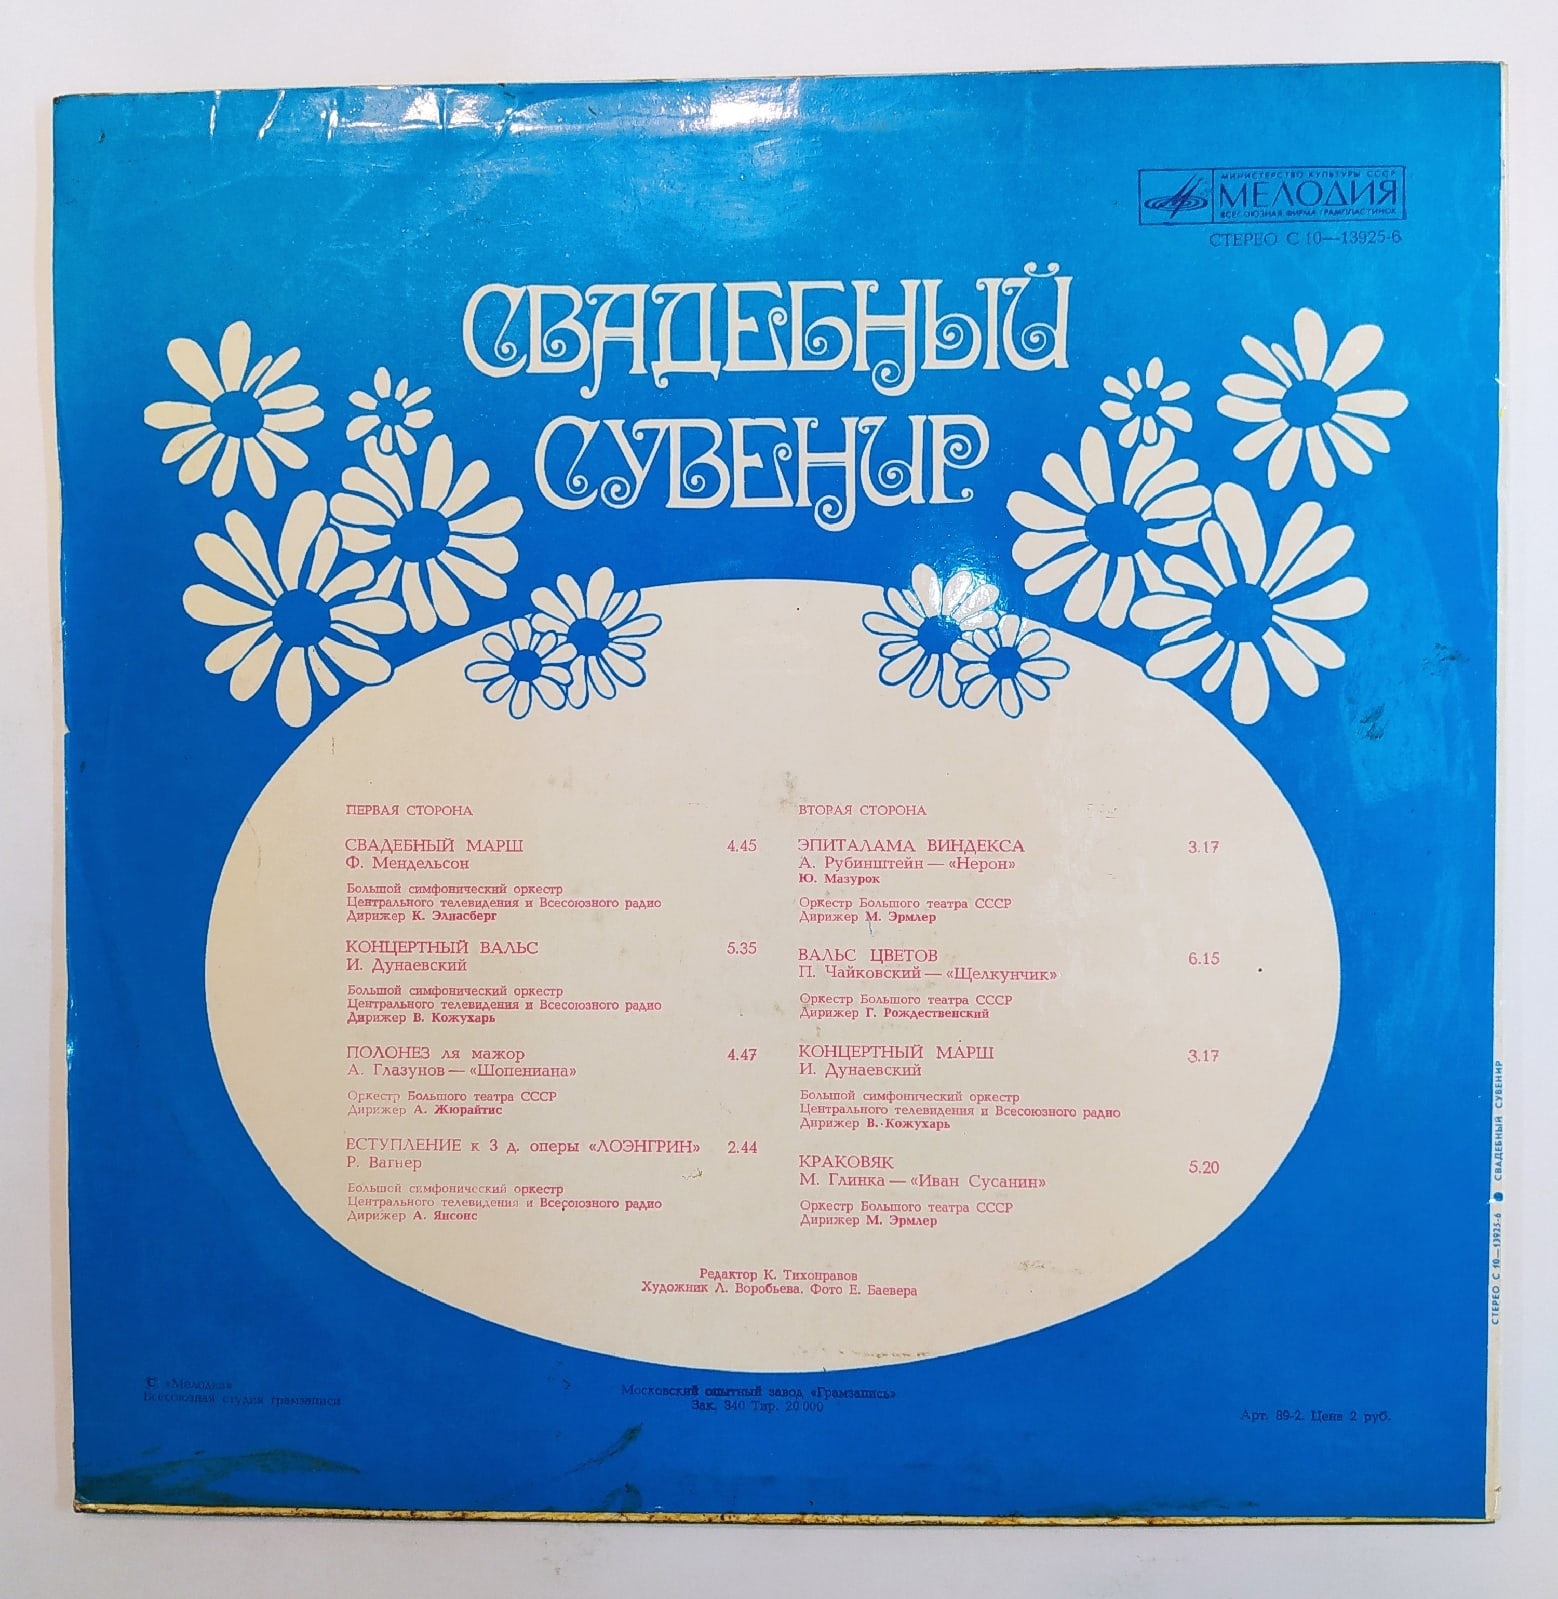 МИНИСТЕРСТВО КУЛЬТУРЫ СССР
МЕЛОДИЯ
ВСЕСОЮЗНАЯ ФИРМА ГРАМПЛАСТИНОК
СТЕРЕО С 10—13925-6
СВАДЕБНЫЙ
СУВЕНИР
ПЕРВАЯ СТОРОНА
СВАДЕБНЫЙ МАРШ 4.45
Ф. Мендельсон
Большой симфонический оркестр
Центрального телевидения и Всесоюзного радио
Дирижер К. Элиасберг
КОНЦЕРТНЫЙ ВАЛЬС 5.35
И. Дунаевский
Большой симфонический оркестр
Центрального телевидения и Всесоюзного радио
Дирижер В. Кожухарь
ПОЛОНЕЗ ля мажор 4.47
А. Глазунов — «Шопениана»
Оркестр Большого театра СССР
Дирижер А. Жюрайтис
ВСТУПЛЕНИЕ к 3 д. оперы «ЛОЭНГРИН» 2.44
Р. Вагнер
Большой симфонический оркестр
Центрального телевидения и Всесоюзного радио
Дирижер А. Янсонс
ВТОРАЯ СТОРОНА
ЭПИТАЛАМА ВИНДЕКСА 3.17
А. Рубинштейн — «Нерон»
Ю. Мазурок
Оркестр Большого театра СССР
Дирижер М. Эрмлер
ВАЛЬС ЦВЕТОВ 6.15
П. Чайковский — «Щелкунчик»
Оркестр Большого театра СССР
Дирижер Г. Рождественский
КОНЦЕРТНЫЙ МАРШ 3.17
И. Дунаевский
Большой симфонический оркестр
Центрального телевидения и Всесоюзного радио
Дирижер В. Кожухарь
КРАКОВЯК 5.20
М. Глинка — «Иван Сусанин»
Оркестр Большого театра СССР
Дирижер М. Эрмлер
Редактор К. Тихонравов
Художник Л. Воробьева. Фото Е. Баевера
С «Мелодия»
Всесоюзная студия грамзаписи
Московский опытный завод «Грамзапись»
Зак. 340 Тир. 20 000
Арт. 89-2. Цена 2 руб.
СТЕРЕО С 10—13925-6 СВАДЕБНЫЙ СУВЕНИР